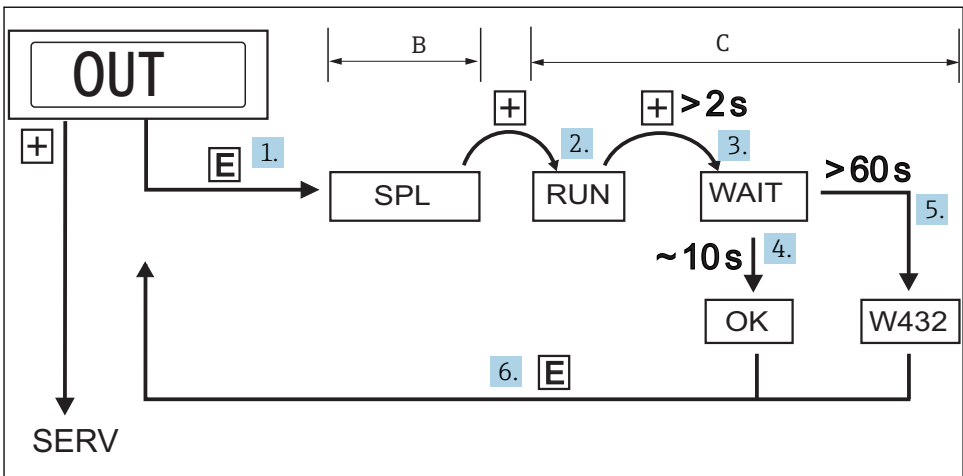 OUT
B
C
+
+
+ >2s
E
1.
2.
3.
SPL
RUN
WAIT
>60s
~10s
4.
5.
OK
W432
6. E
SERV